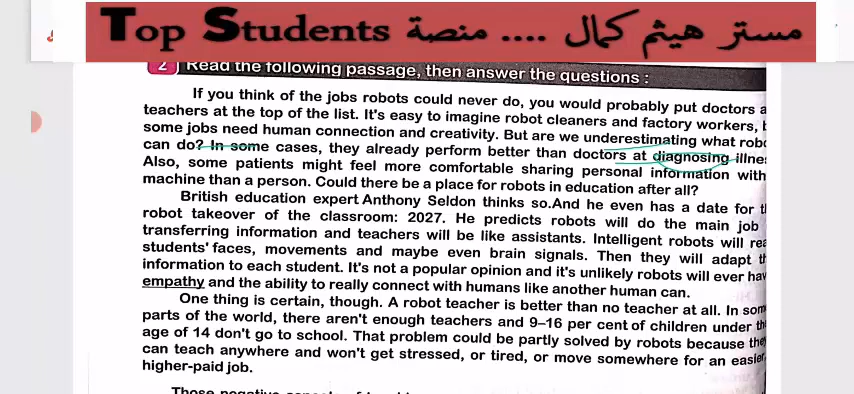 Top Students مستر هيثم كمال .... منصة
2 Read the following passage, then answer the questions :
If you think of the jobs robots could never do, you would probably put doctors a
teachers at the top of the list. It's easy to imagine robot cleaners and factory workers,
some jobs need human connection and creativity. But are we underestimating what robo
can do? In some cases, they already perform better than doctors at diagnosing illnes
Also, some patients might feel more comfortable sharing personal information with
machine than a person. Could there be a place for robots in education after all?
British education expert Anthony Seldon thinks so.And he even has a date for t
robot takeover of the classroom: 2027. He predicts robots will do the main job
transferring information and teachers will be like assistants. Intelligent robots will rea
students' faces, movements and maybe even brain signals. Then they will adapt th
information to each student. It's not a popular opinion and it's unlikely robots will ever hav
empathy and the ability to really connect with humans like another human can.
One thing is certain, though. A robot teacher is better than no teacher at all. In som
parts of the world, there aren't enough teachers and 9–16 per cent of children under th
age of 14 don't go to school. That problem could be partly solved by robots because they
can teach anywhere and won't get stressed, or tired, or move somewhere for an easier,
higher-paid job.